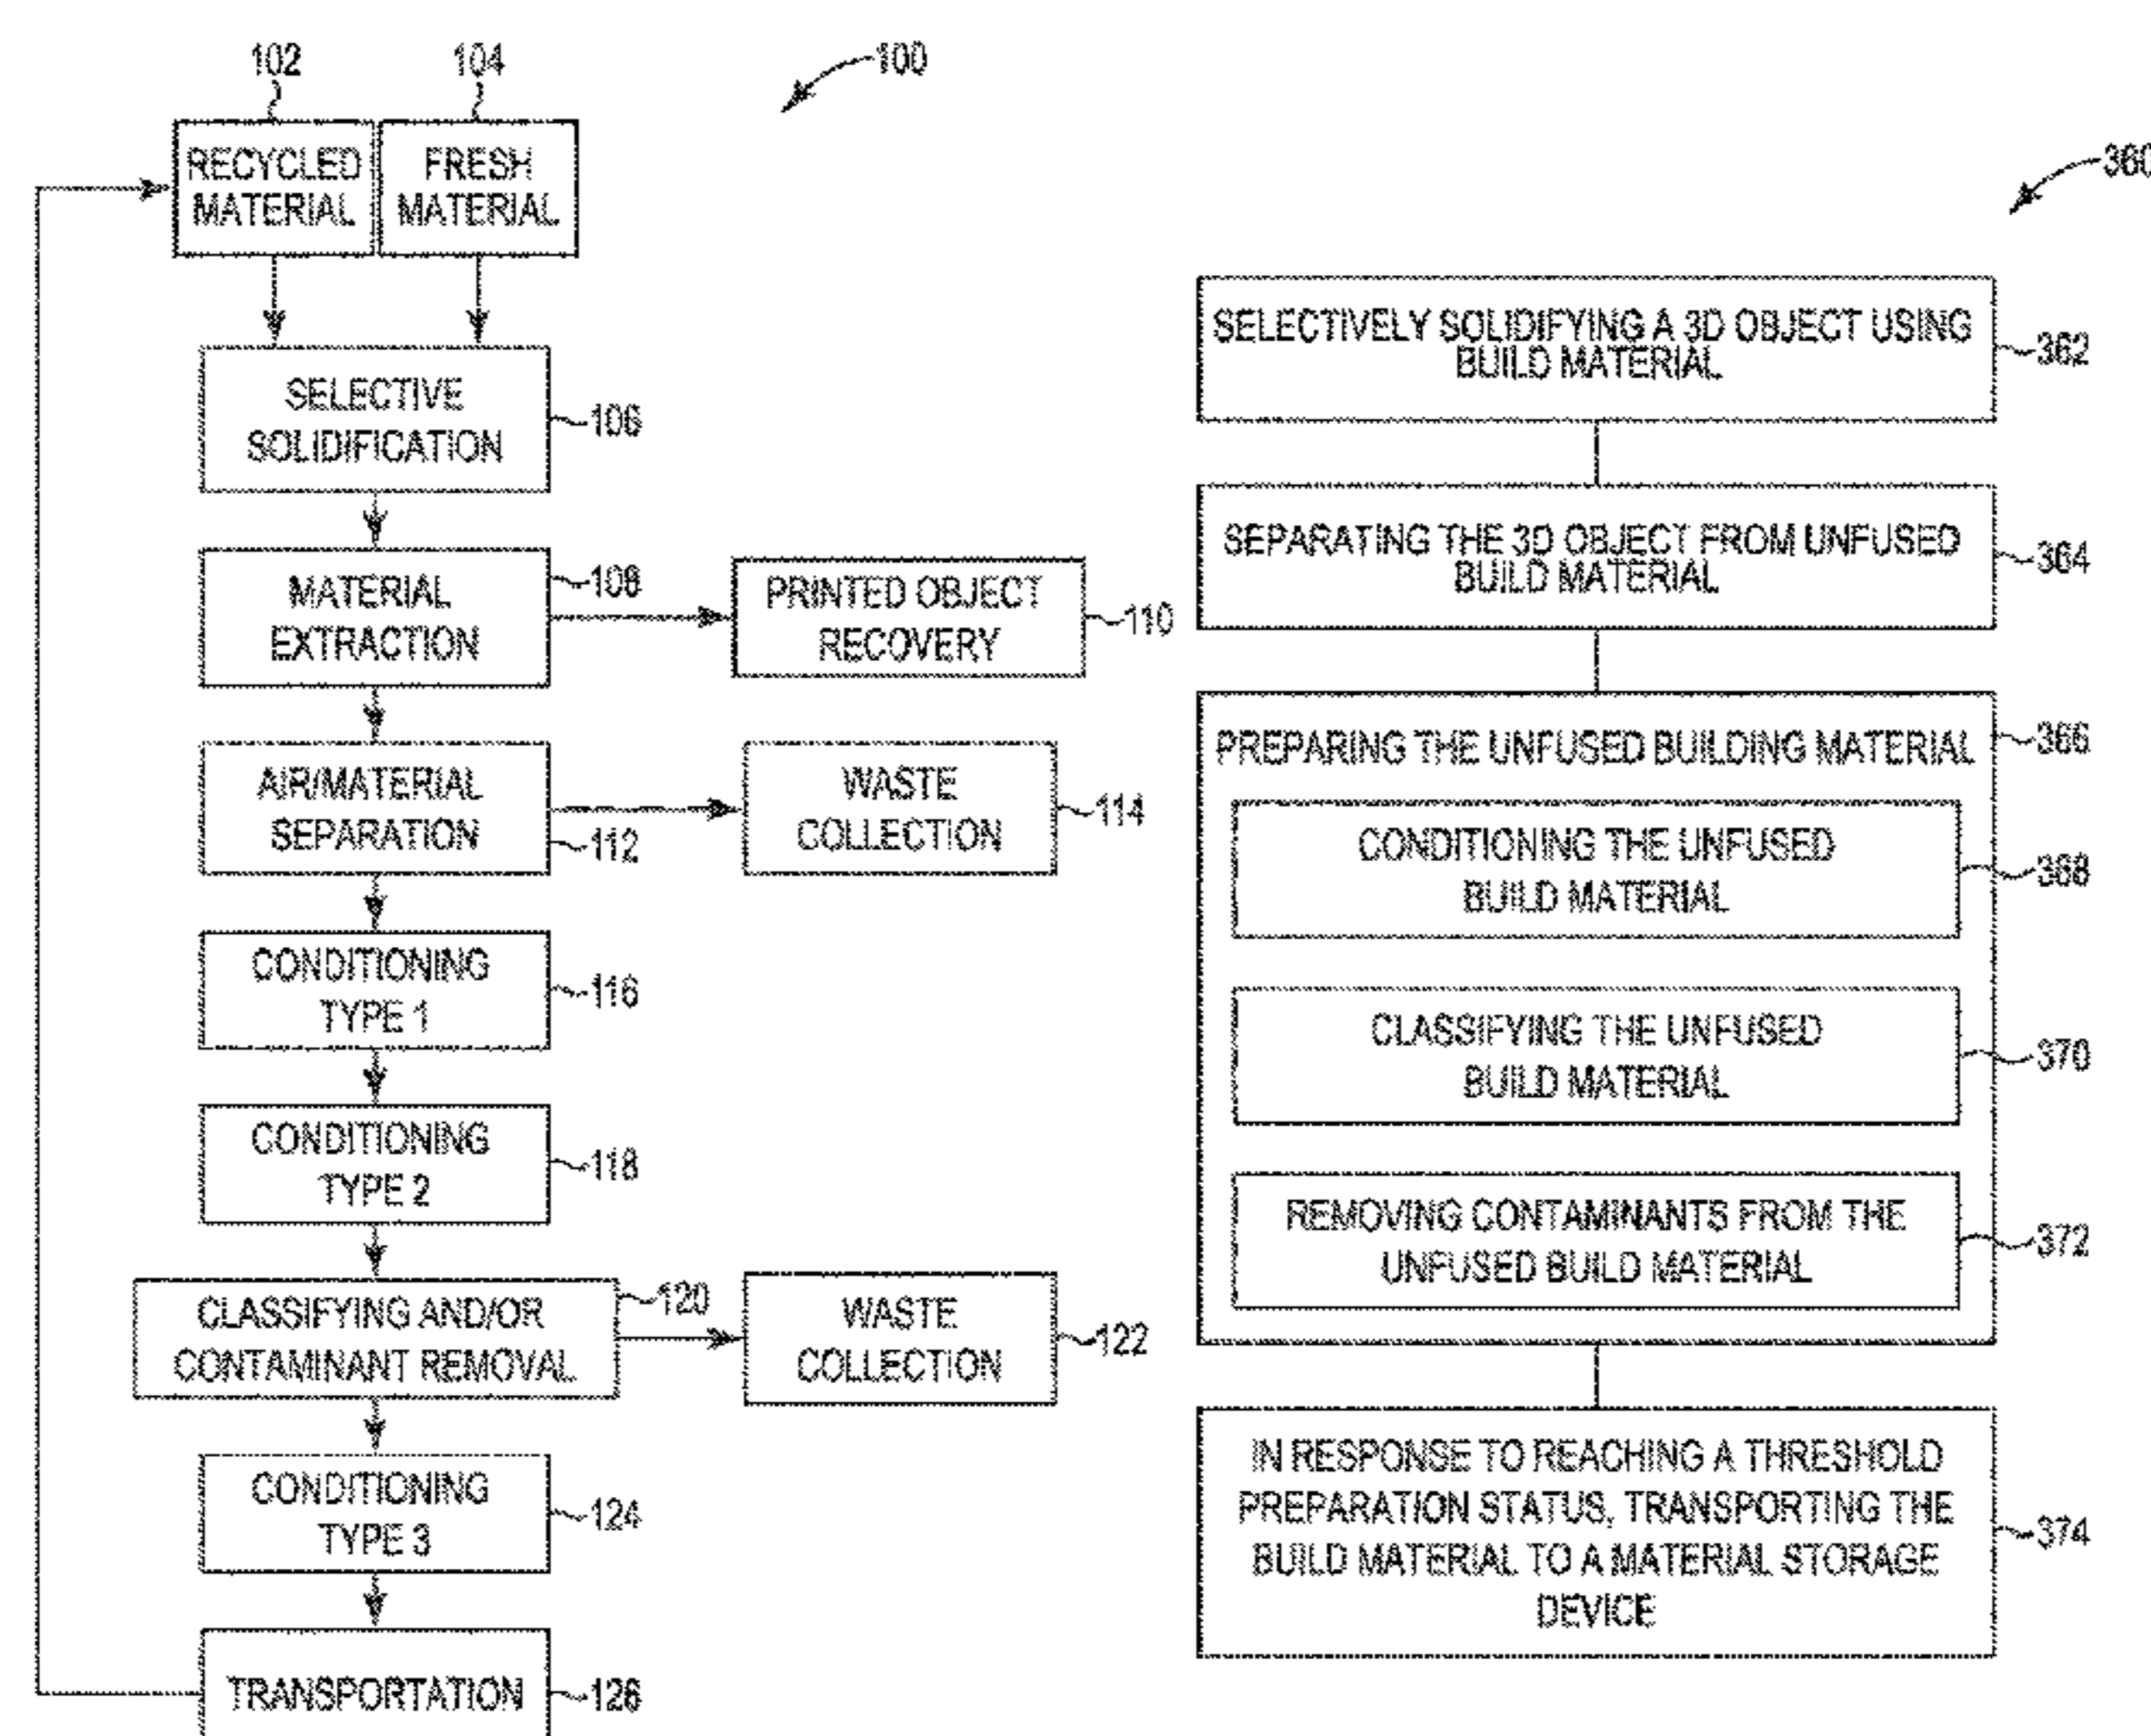 102
104
100
RECYCLED
MATERIAL
FRESH
MATERIAL
SELECTIVE
SOLIDIFICATION
106
MATERIAL
EXTRACTION
108
PRINTED OBJECT
RECOVERY
110
AIR/MATERIAL
SEPARATION
112
WASTE
COLLECTION
114
CONDITIONING
TYPE 1
116
CONDITIONING
TYPE 2
118
CLASSIFYING AND/OR
CONTAMINANT REMOVAL
120
WASTE
COLLECTION
122
CONDITIONING
TYPE 3
124
TRANSPORTATION
126
360
SELECTIVELY SOLIDIFYING A 3D OBJECT USING
BUILD MATERIAL
362
SEPARATING THE 3D OBJECT FROM UNFUSED
BUILD MATERIAL
364
PREPARING THE UNFUSED BUILDING MATERIAL
366
CONDITIONING THE UNFUSED
BUILD MATERIAL
368
CLASSIFYING THE UNFUSED
BUILD MATERIAL
370
REMOVING CONTAMINANTS FROM THE
UNFUSED BUILD MATERIAL
372
IN RESPONSE TO REACHING A THRESHOLD
PREPARATION STATUS, TRANSPORTING THE
BUILD MATERIAL TO A MATERIAL STORAGE
DEVICE
374